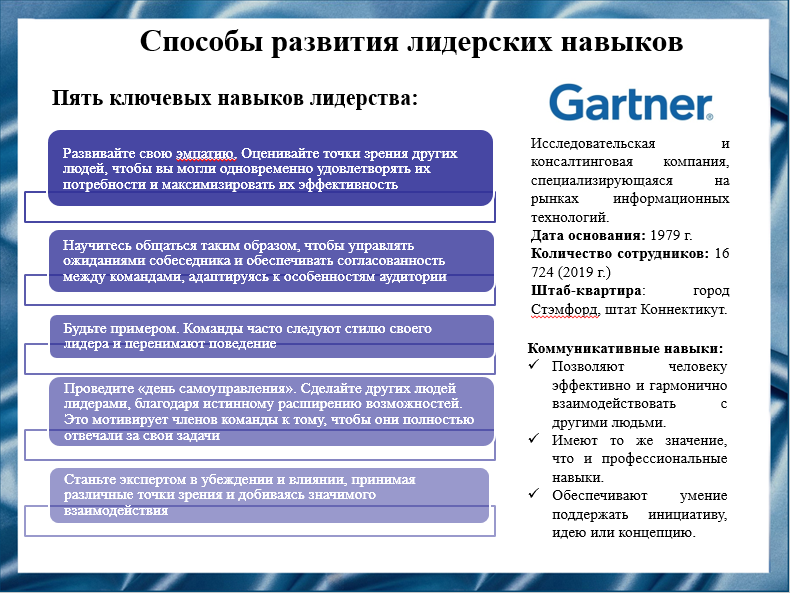 Способы развития лидерских навыков
Пять ключевых навыков лидерства:
Развивайте свою эмпатию. Оценивайте точки зрения других
людей, чтобы вы могли одновременно удовлетворять их
потребности и максимизировать их эффективность
Научитесь общаться таким образом, чтобы управлять
ожиданиями собеседника и обеспечивать согласованность
между командами, адаптируясь к особенностям аудитории
Будьте примером. Команды часто следуют стилю своего
лидера и перенимают поведение
Проведите «день самоуправления». Сделайте других людей
лидерами, благодаря истинному расширению возможностей.
Это мотивирует членов команды к тому, чтобы они полностью
отвечали за свои задачи
Станьте экспертом в убеждении и влиянии, принимая
различные точки зрения и добиваясь значимого
взаимодействия
Gartner®
Исследовательская и
консалтинговая компания,
специализирующаяся на
рынках информационных
технологий.
Дата основания: 1979 г.
Количество сотрудников: 16
724 (2019 г.)
Штаб-квартира: город
Стэмфорд, штат Коннектикут.
Коммуникативные навыки:
✓ Позволяют человеку
эффективно и гармонично
взаимодействовать с
другими людьми.
✓ Имеют то же значение,
что и профессиональные
навыки.
✓ Обеспечивают умение
поддержать инициативу,
идею или концепцию.